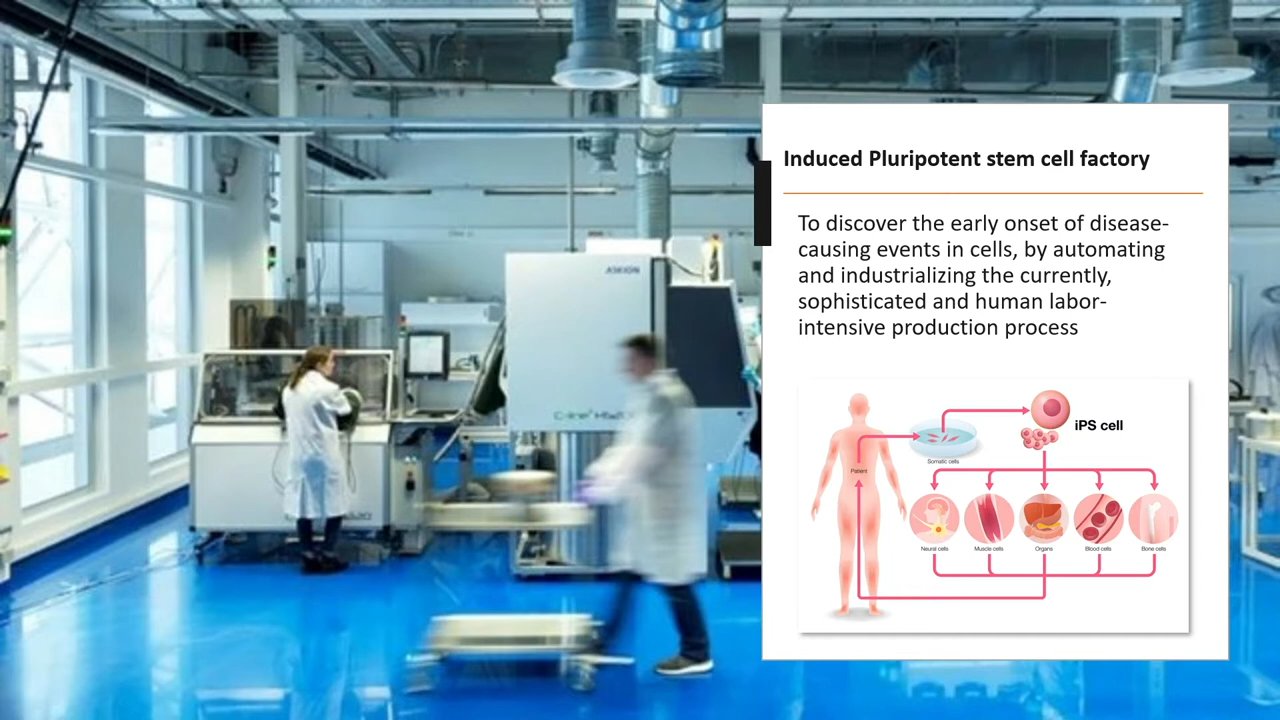 Induced Pluripotent stem cell factory
To discover the early onset of disease-
causing events in cells, by automating
and industrializing the currently,
sophisticated and human labor-
intensive production process
ASKION
iPS cell
Somatic cells
Patient
Neural cells
Muscle cells
Organs
Blood cells
Bone cells